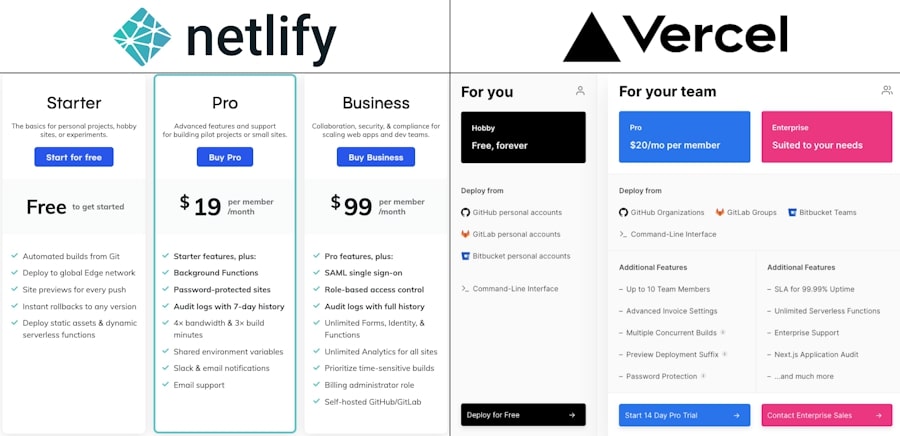 netlify
Starter
The basics for personal projects, hobby
sites, or experiments.
Start for free
Free to get started
Automated builds from Git
Deploy to global Edge network
Site previews for every push
Instant rollbacks to any version
Deploy static assets & dynamic
serverless functions
Pro
Advanced features and support
for building pilot projects or small sites.
Buy Pro
$19 per member
/month
Starter features, plus:
Background Functions
Password-protected sites
Audit logs with 7-day history
4× bandwidth & 3× build
minutes
Shared environment variables
Slack & email notifications
Email support
Business
Collaboration, security, & compliance for
scaling web apps and dev teams.
Buy Business
$99 per member
/month
Pro features, plus:
SAML single sign-on
Role-based access control
Audit logs with full history
Unlimited Forms, Identity, &
Functions
Unlimited Analytics for all sites
Prioritize time-sensitive builds
Billing administrator role
Self-hosted GitHub/GitLab
Vercel
For you
Hobby
Free, forever
Deploy from
GitHub personal accounts
GitLab personal accounts
Bitbucket personal accounts
Command-Line Interface
Deploy for Free →
For your team
Pro
$20/mo per member
Enterprise
Suited to your needs
Deploy from
GitHub Organizations GitLab Groups Bitbucket Teams
Command-Line Interface
Additional Features
– Up to 10 Team Members
– Advanced Invoice Settings
– Multiple Concurrent Builds
– Preview Deployment Suffix
– Password Protection
Start 14 Day Pro Trial →
Additional Features
– SLA for 99.99% Uptime
– Unlimited Serverless Functions
– Enterprise Support
– Next.js Application Audit
– ...and much more
Contact Enterprise Sales →